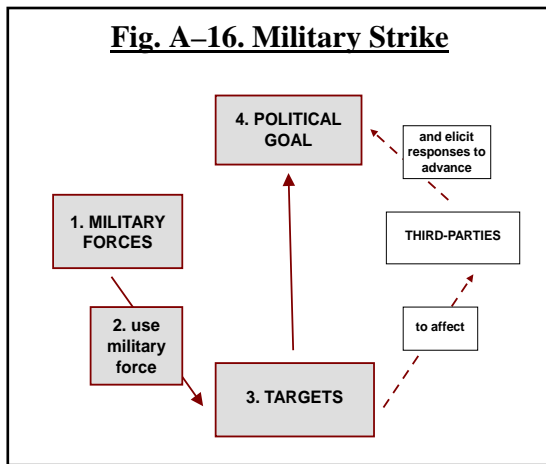 Fig. A–16. Military Strike
4. POLITICAL
GOAL
and elicit
responses to
advance
1. MILITARY
FORCES
THIRD-PARTIES
2. use
military
force
to affect
3. TARGETS